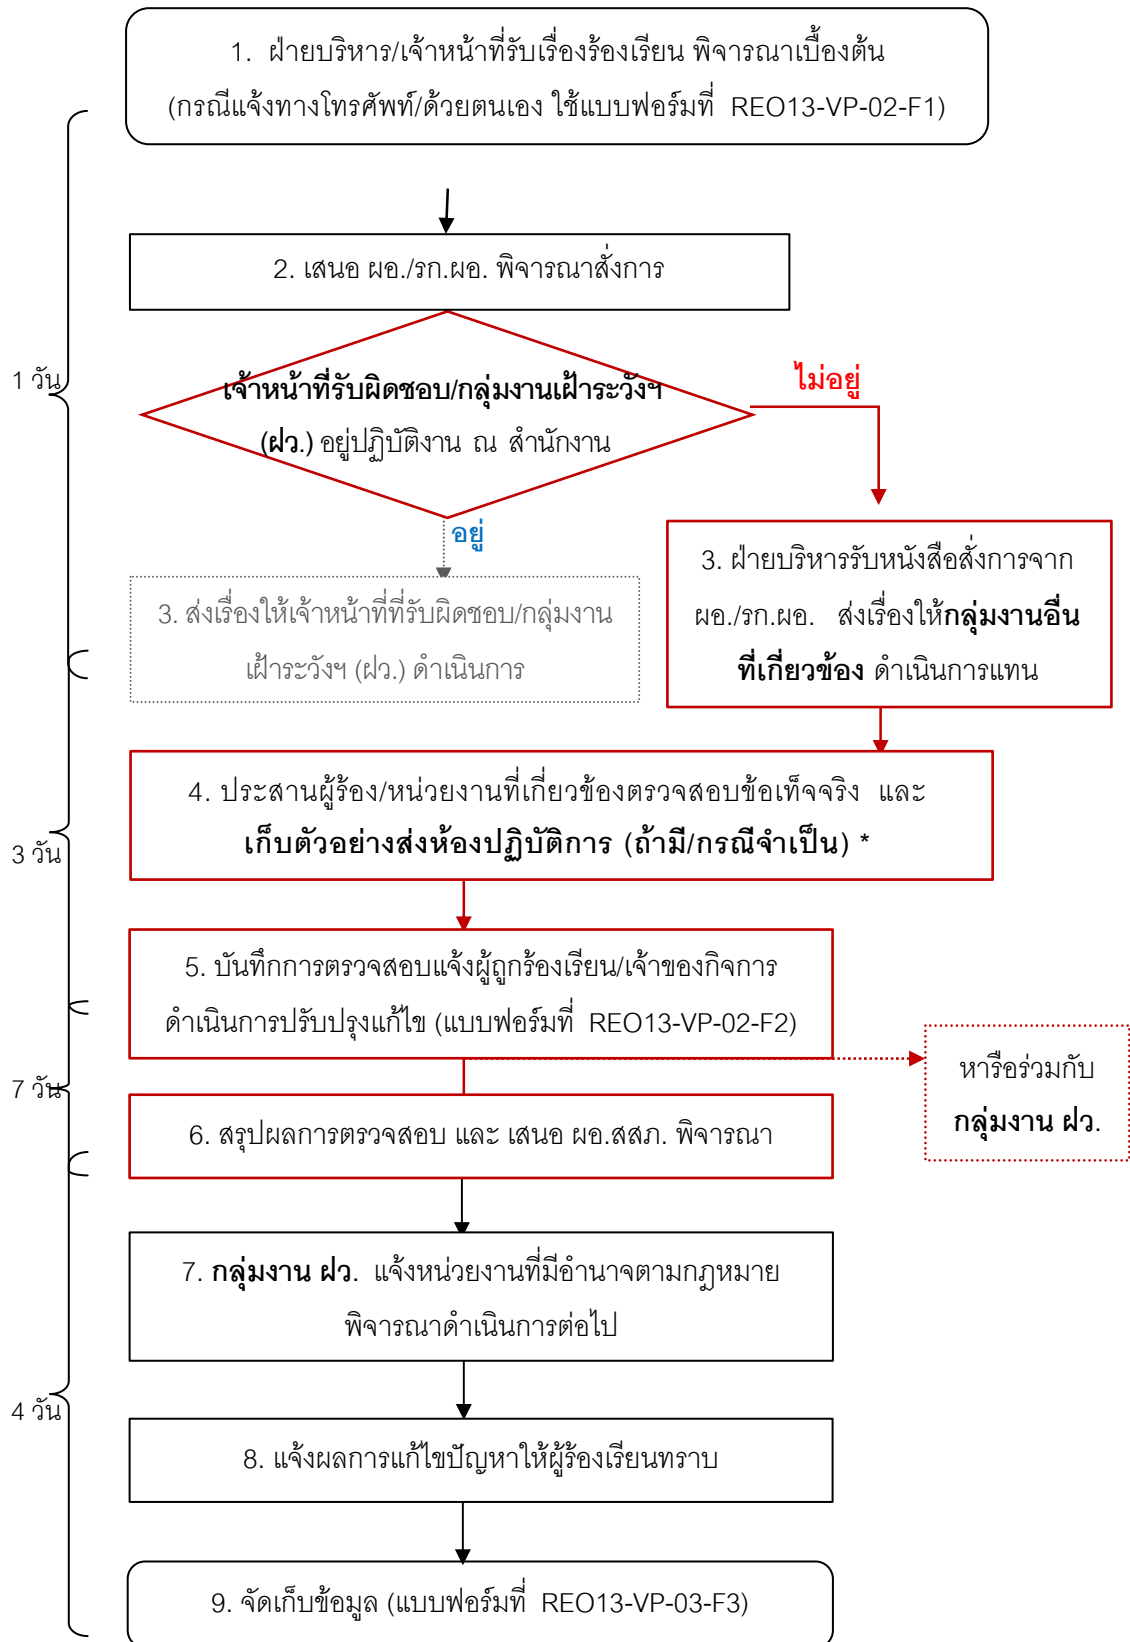 1. ฝ่ายบริหาร/เจ้าหน้าที่รับเรื่องร้องเรียน พิจารณาเบื้องต้น
(กรณีแจ้งทางโทรศัพท์/ด้วยตนเอง ใช้แบบฟอร์มที่ REO13-VP-02-F1)
2. เสนอ ผอ./รก.ผอ. พิจารณาสั่งการ
1 วัน
เจ้าหน้าที่รับผิดชอบ/กลุ่มงานเฝ้าระวังฯ
(ฝว.) อยู่ปฏิบัติงาน ณ สำนักงาน
ไม่อยู่
อยู่
3. ส่งเรื่องให้เจ้าหน้าที่ที่รับผิดชอบ/กลุ่มงาน
เฝ้าระวังฯ (ฝว.) ดำเนินการ
3. ฝ่ายบริหารรับหนังสือสั่งการจาก
ผอ./รก.ผอ. ส่งเรื่องให้กลุ่มงานอื่น
ที่เกี่ยวข้อง ดำเนินการแทน
4. ประสานผู้ร้อง/หน่วยงานที่เกี่ยวข้องตรวจสอบข้อเท็จจริง และ
เก็บตัวอย่างส่งห้องปฏิบัติการ (ถ้ามี/กรณีจำเป็น) *
3 วัน
5. บันทึกการตรวจสอบแจ้งผู้ถูกร้องเรียน/เจ้าของกิจการ
ดำเนินการปรับปรุงแก้ไข (แบบฟอร์มที่ REO13-VP-02-F2)
หารือร่วมกับ
กลุ่มงาน ฝว.
7 วัน
6. สรุปผลการตรวจสอบ และ เสนอ ผอ.สสภ. พิจารณา
7. กลุ่มงาน ฝว. แจ้งหน่วยงานที่มีอำนาจตามกฎหมาย
พิจารณาดำเนินการต่อไป
4 วัน
8. แจ้งผลการแก้ไขปัญหาให้ผู้ร้องเรียนทราบ
9. จัดเก็บข้อมูล (แบบฟอร์มที่ REO13-VP-03-F3)